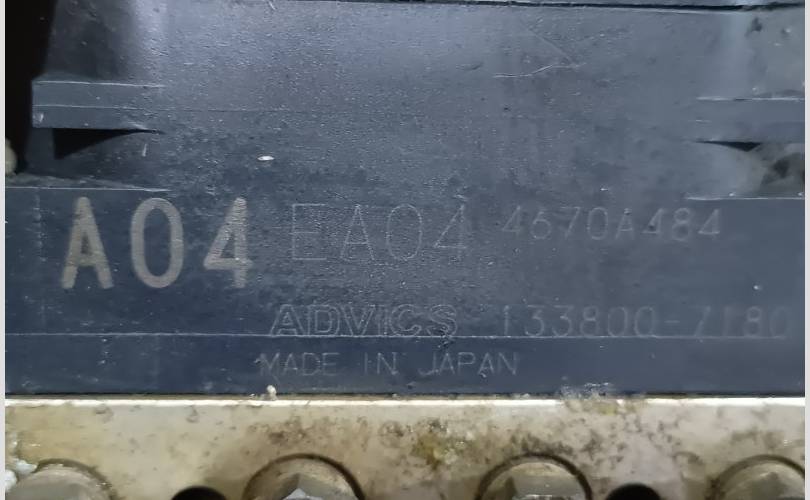 A04 EA04 4670A484
ADVICS 133800-7180
MADE IN JAPAN